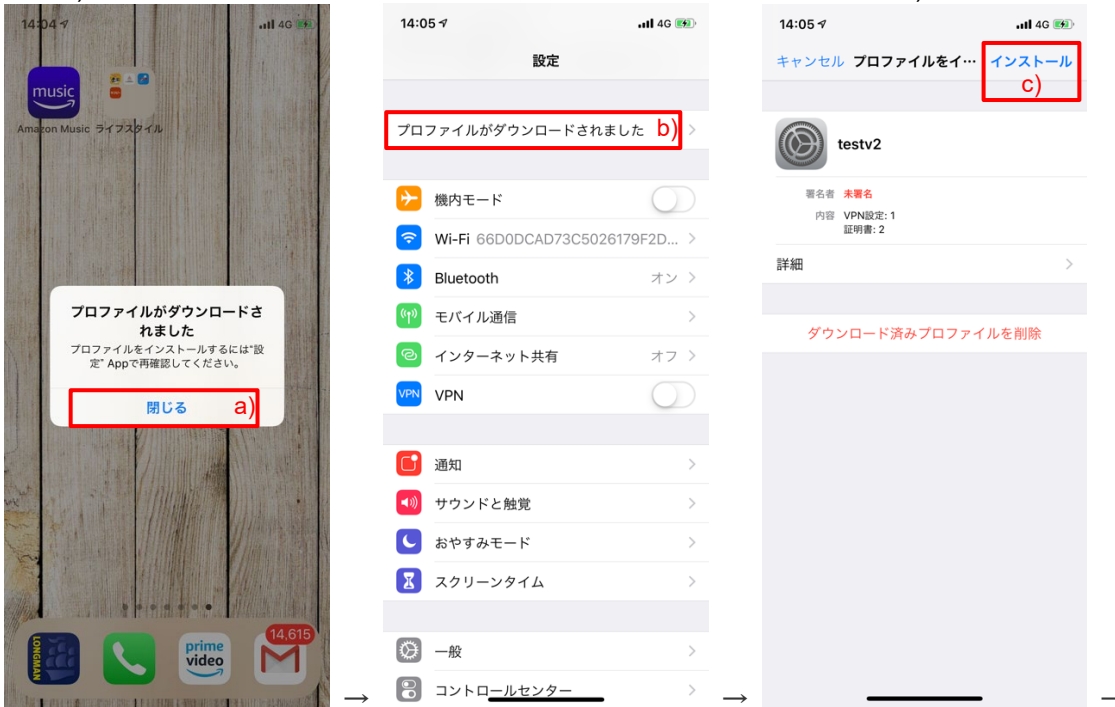 14:04
4G
music
Amazon Music
ライフスタイル
プロファイルがダウンロードさ
れました
プロファイルをインストールするには“設
定” Appで再確認してください。
閉じる
a)
LONGMAN
prime
video
14,615
→
14:05
4G
設定
プロファイルがダウンロードされました
b)
機内モード
Wi-Fi 66D0DCAD73C5026179F2D...
Bluetooth オン
モバイル通信
インターネット共有 オフ
VPN VPN
通知
サウンドと触覚
おやすみモード
スクリーンタイム
一般
コントロールセンター
→
14:05
4G
キャンセル プロファイルをイ… インストール
c)
testv2
署名者 未署名
内容 VPN設定: 1
証明書: 2
詳細
ダウンロード済みプロファイルを削除